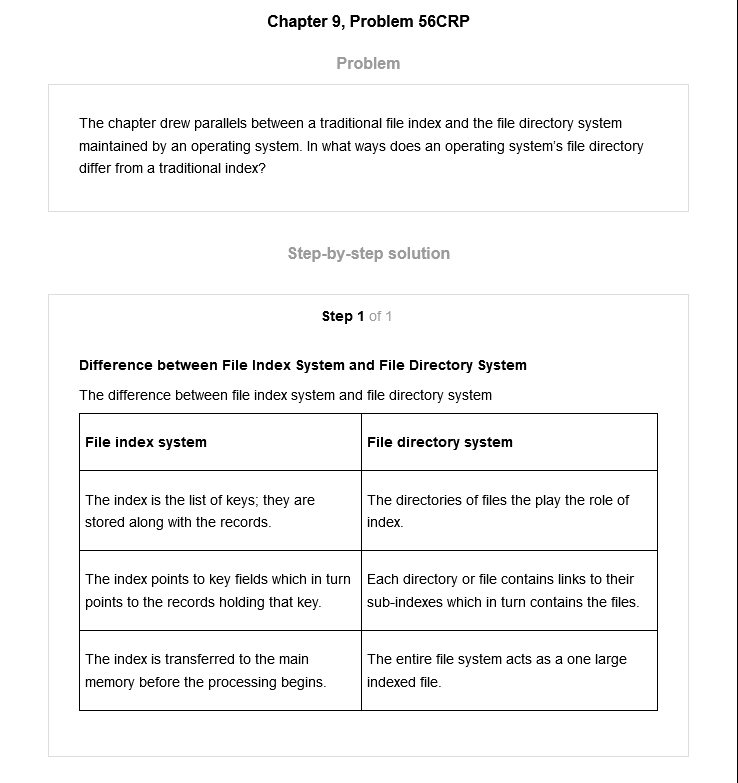 Chapter 9, Problem 56CRP
Problem
The chapter drew parallels between a traditional file index and the file directory system
maintained by an operating system. In what ways does an operating system's file directory
differ from a traditional index?
Step-by-step solution
Step 1 of 1
Difference between File Index System and File Directory System
The difference between file index system and file directory system
File index system
File directory system
The index is the list of keys; they are
stored along with the records.
The directories of files the play the role of
index.
The index points to key fields which in turn
points to the records holding that key.
Each directory or file contains links to their
sub-indexes which in turn contains the files.
The index is transferred to the main
memory before the processing begins.
The entire file system acts as a one large
indexed file.